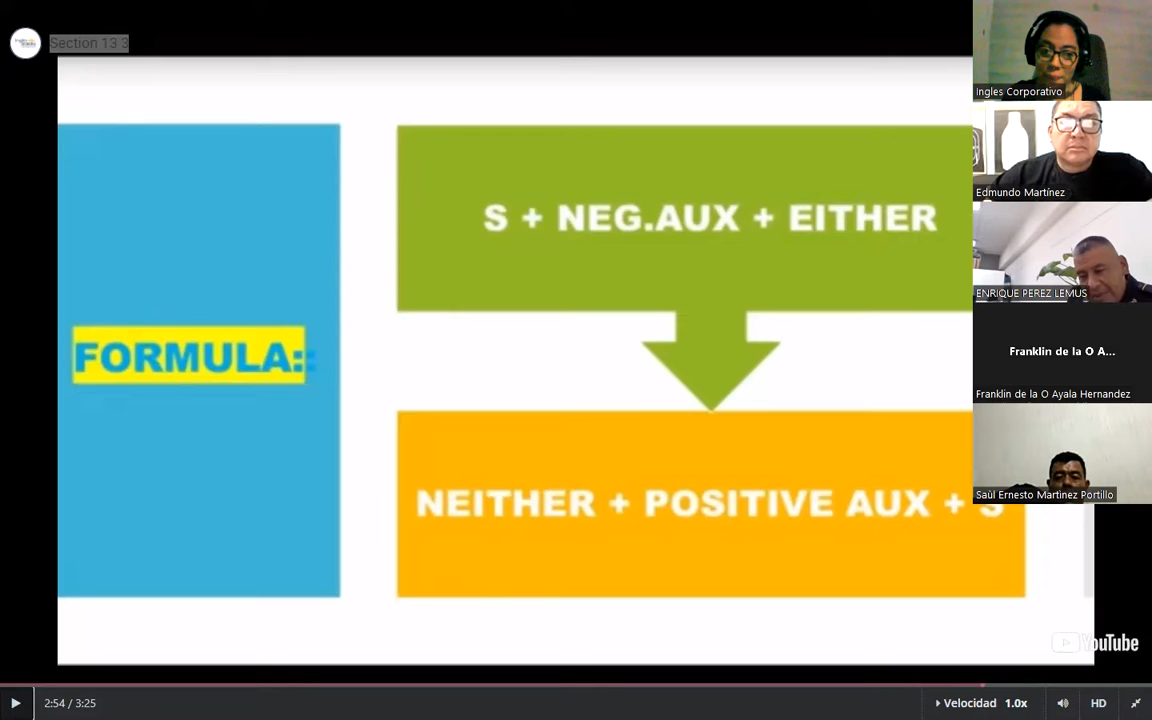 Section 13 3
S + NEG.AUX + EITHER
FORMULA:
NEITHER + POSITIVE AUX + S
Ingles Corporativo
Edmundo Martínez
ENRIQUE PEREZ LEMUS
Franklin de la O A...
Franklin de la O Ayala Hernandez
Saúl Ernesto Martinez Portillo
YouTube
2:54 / 3:25
Velocidad 1.0x
HD